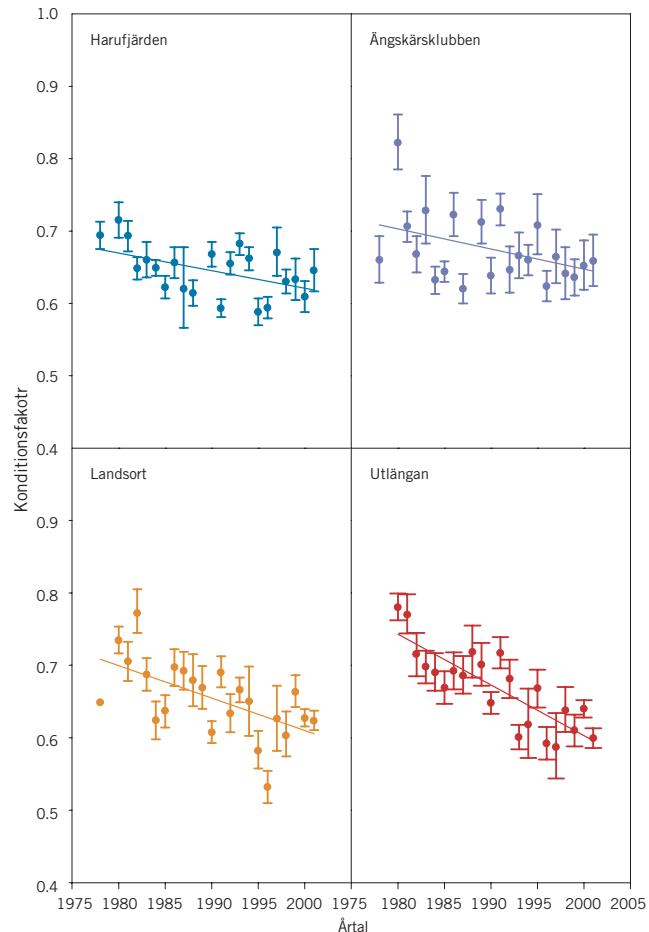 1.0
Harufjärden Ängskärsklubben
0.9
0.8
0.7
0.6
0.5
Konditionsfakotr
0.4
Landsort Utlängan
0.9
0.8
0.7
0.6
0.5
0.4
1975 1980 1985 1990 1995 2000 1975 1980 1985 1990 1995 2000 2005
Årtal